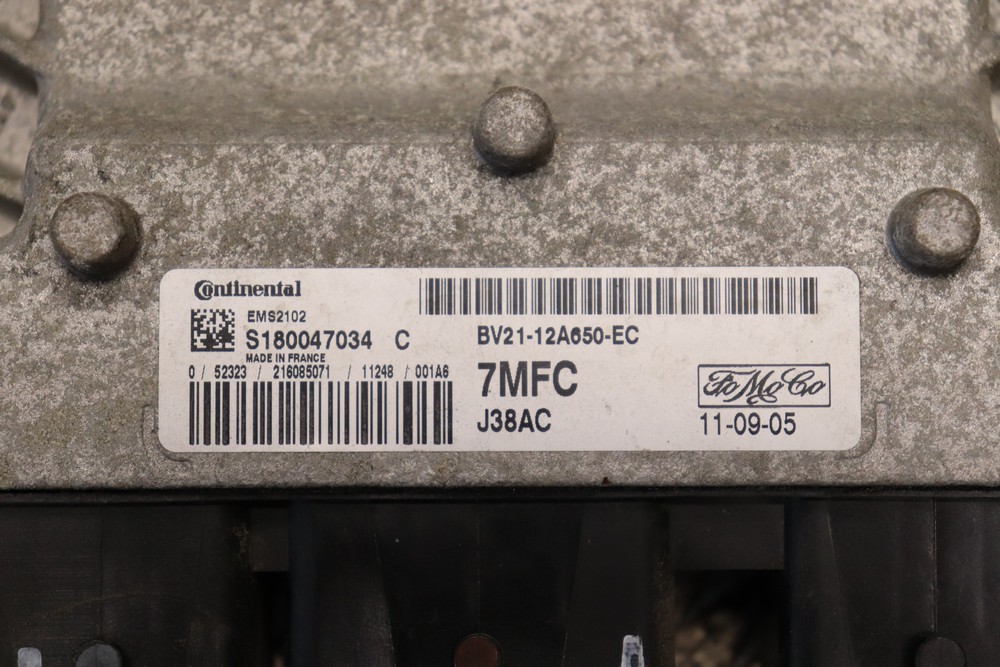 Continental
EMS2102
S180047034 C
MADE IN FRANCE
0 / 52323 / 216085071 / 11248 / 001A6
BV21-12A650-EC
7MFC
J38AC
FoMoCo
11-09-05